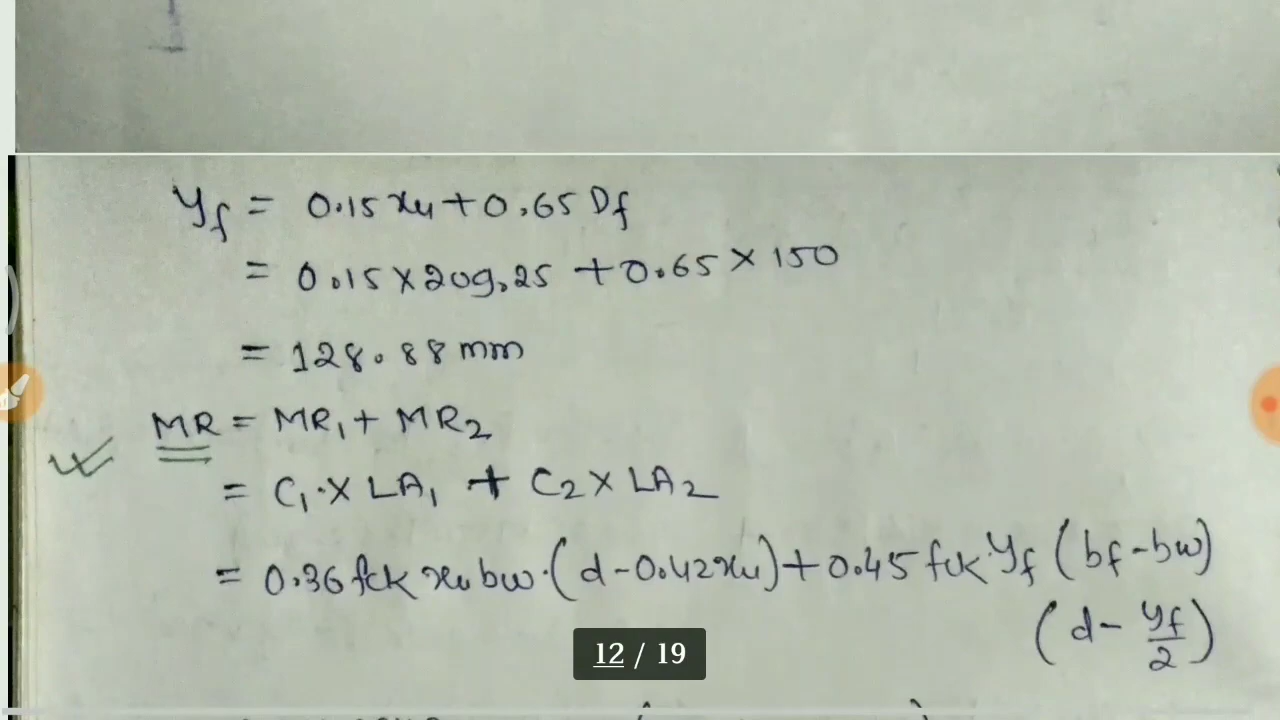 yf = 0.15 xu + 0.65 Df
= 0.15 × 209.25 + 0.65 × 150
= 128.88 mm
MR = MR₁ + MR₂
= C₁ × LA₁ + C₂ × LA₂
= 0.36 fck xu bw · (d - 0.42 xu) + 0.45 fck · yf (bf - bw)
(d - yf/2)
12 / 19